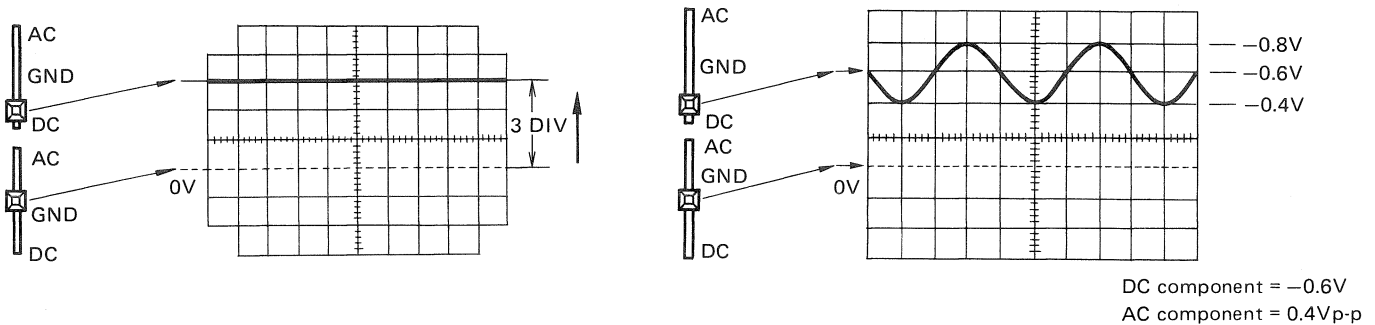 AC
GND
DC
AC
GND
DC
0V
3 DIV
AC
GND
DC
AC
GND
DC
0V
−0.8V
−0.6V
−0.4V
DC component = −0.6V
AC component = 0.4Vp-p